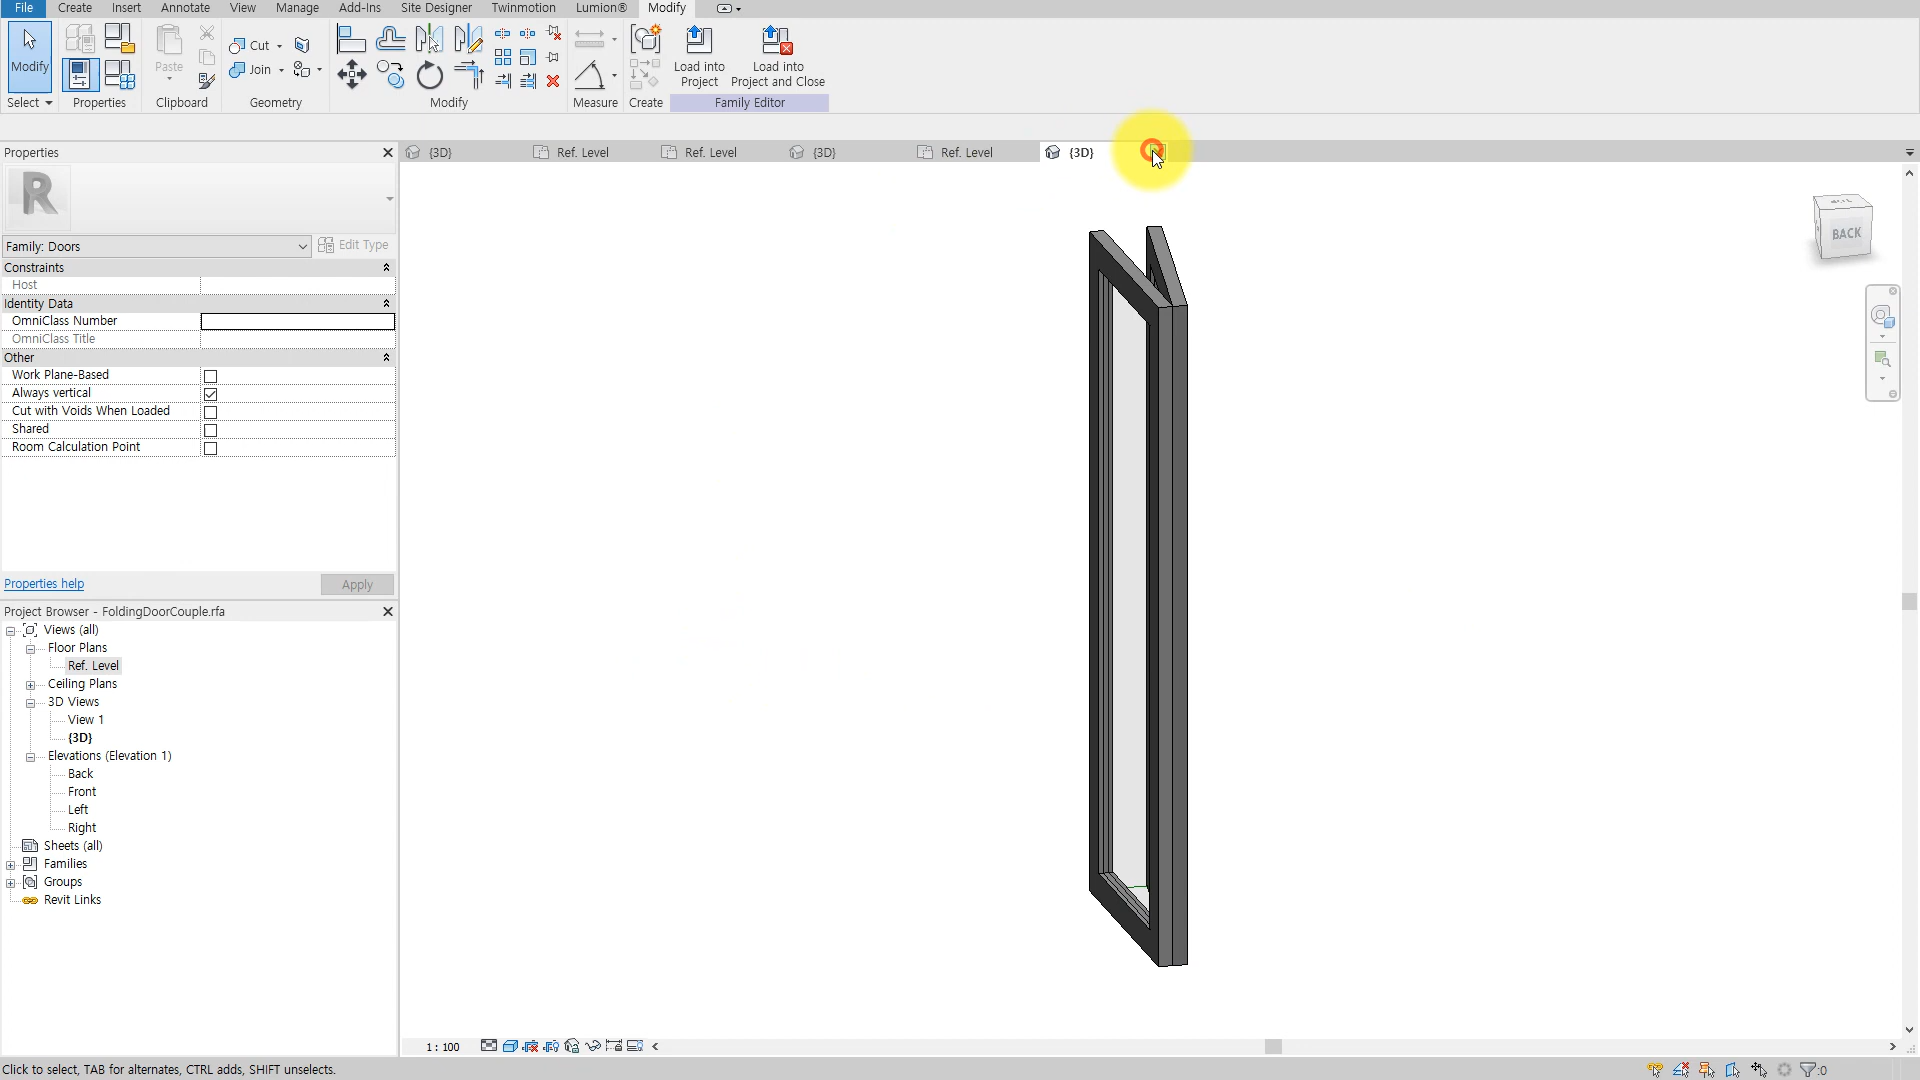 File Create Insert Annotate View Manage Add-Ins Site Designer Twinmotion Lumion® Modify
Modify Paste Cut Join Load into Project Load into Project and Close
Select Properties Clipboard Geometry Modify Measure Create Family Editor
Properties
{3D} Ref. Level Ref. Level {3D} Ref. Level {3D}
R
Family: Doors Edit Type
Constraints
Host
Identity Data
OmniClass Number
OmniClass Title
Other
Work Plane-Based
Always vertical
Cut with Voids When Loaded
Shared
Room Calculation Point
BACK
Properties help Apply
Project Browser - FoldingDoorCouple.rfa
Views (all)
Floor Plans
Ref. Level
Ceiling Plans
3D Views
View 1
{3D}
Elevations (Elevation 1)
Back
Front
Left
Right
Sheets (all)
Families
Groups
Revit Links
1 : 100
Click to select, TAB for alternates, CTRL adds, SHIFT unselects.
:0